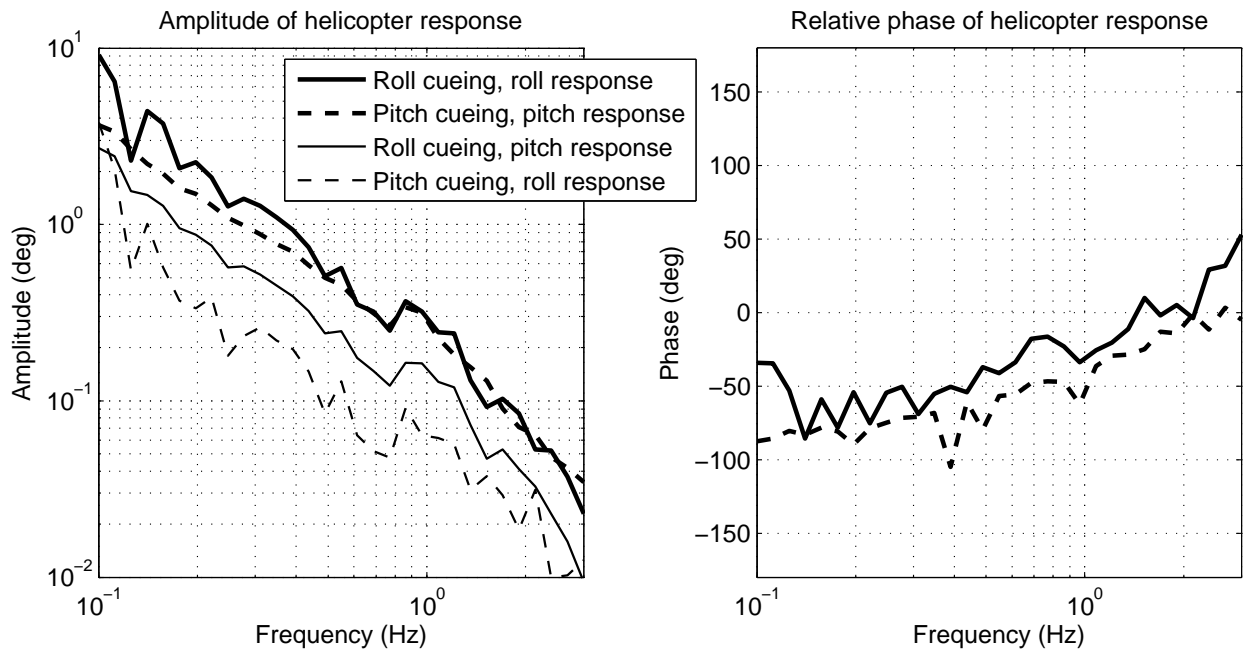 Amplitude of helicopter response
10^1
10^0
10^−1
10^−2
Amplitude (deg)
Roll cueing, roll response
Pitch cueing, pitch response
Roll cueing, pitch response
Pitch cueing, roll response
10^−1
10^0
Frequency (Hz)
Relative phase of helicopter response
150
100
50
0
−50
−100
−150
Phase (deg)
10^−1
10^0
Frequency (Hz)